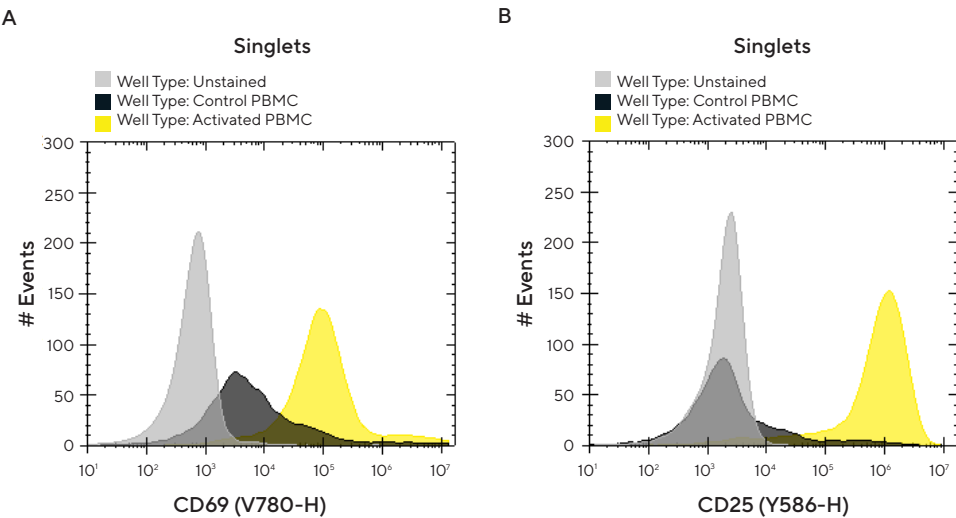 A
Singlets
Well Type: Unstained
Well Type: Control PBMC
Well Type: Activated PBMC
300
250
200
150
100
50
0
# Events
10¹ 10² 10³ 10⁴ 10⁵ 10⁶ 10⁷
CD69 (V780-H)
B
Singlets
Well Type: Unstained
Well Type: Control PBMC
Well Type: Activated PBMC
300
250
200
150
100
50
0
# Events
10¹ 10² 10³ 10⁴ 10⁵ 10⁶ 10⁷
CD25 (Y586-H)